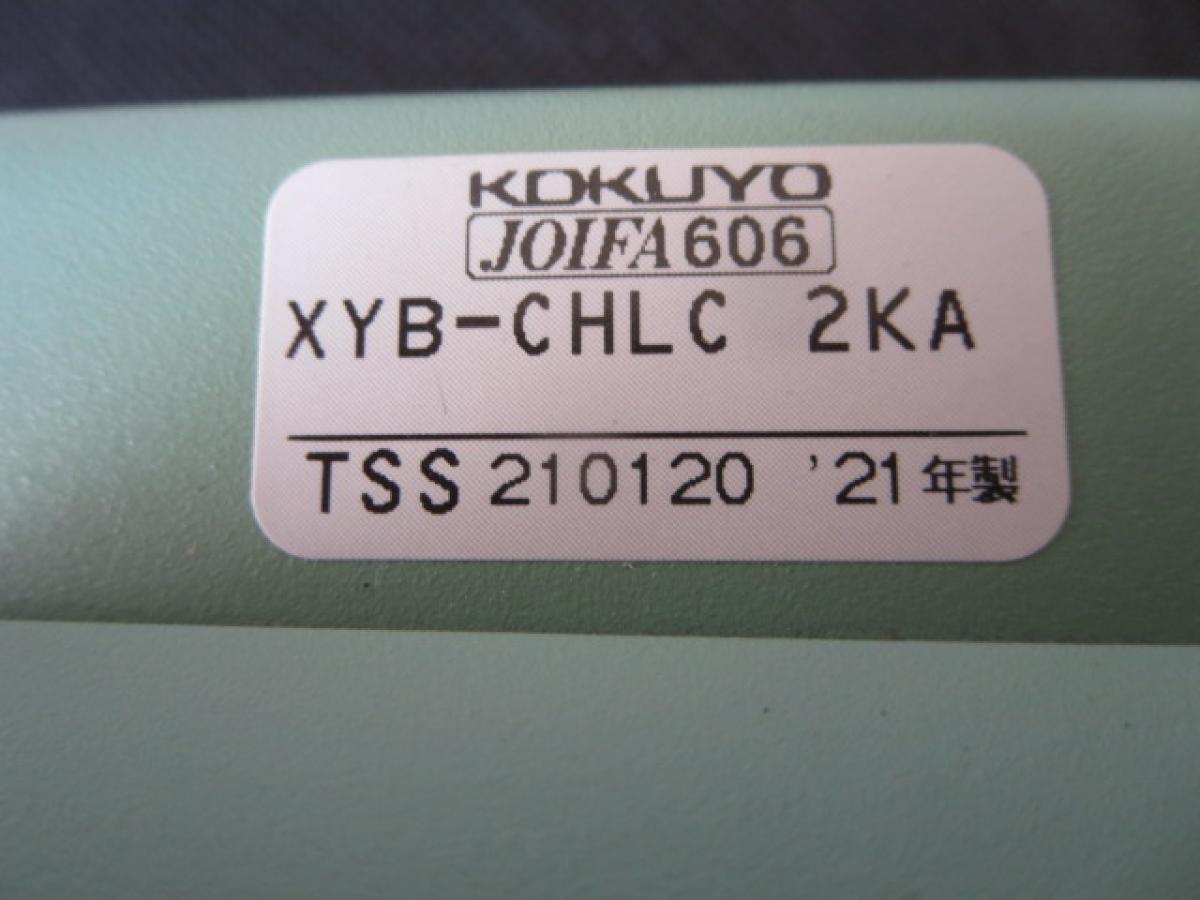 KOKUYO
JOIFA606
XYB-CHLC 2KA
TSS 210120 '21年製